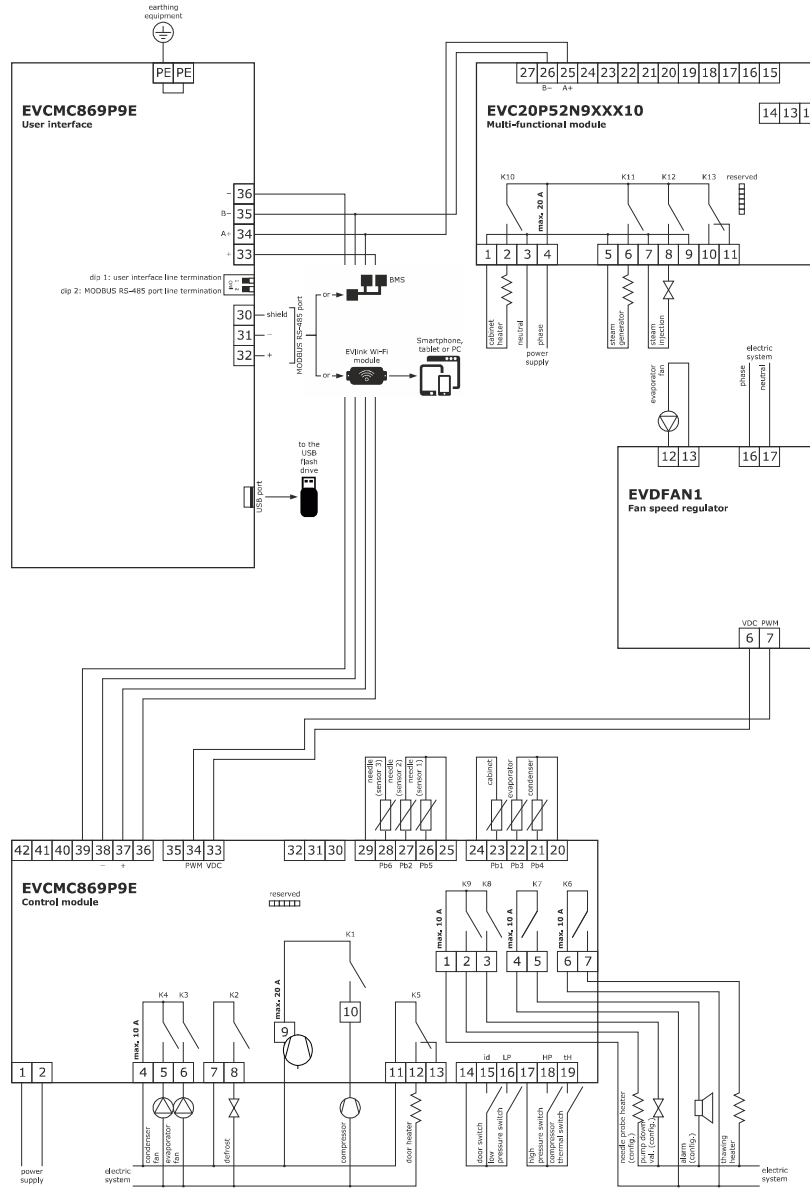 earthing
equipment
PE PE
EVCMC869P9E
User interface
- 36
B- 35
A+ 34
+ 33
dip 1: user interface line termination
dip 2: MODBUS RS-485 port line termination
ON
1 2
30 shield
31 -
32 +
MODBUS RS-485 port
or
BMS
or
EVlink Wi-Fi
module
Smartphone,
tablet or PC
USB port
to the
USB
flash
drive
27 26 25 24 23 22 21 20 19 18 17 16 15
B- A+
EVC20P52N9XXX10
Multi-functional module
14 13 1
K10 K11 K12 K13 reserved
max. 20 A
1 2 3 4 5 6 7 8 9 10 11
cabinet
heater
neutral
phase
power
supply
steam
generator
steam
injection
electric
system
evaporator
fan
phase
neutral
12 13 16 17
EVDFAN1
Fan speed regulator
VDC PWM
6 7
needle
(sensor 3)
needle
(sensor 2)
needle
(sensor 1)
cabinet
evaporator
condenser
42 41 40 39 38 37 36 35 34 33 32 31 30 29 28 27 26 25 24 23 22 21 20
- + PWM VDC Pb6 Pb2 Pb5 Pb1 Pb3 Pb4
EVCMC869P9E
Control module
reserved
K9 K8 K7 K6
max. 10 A
max. 10 A
max. 10 A
1 2 3 4 5 6 7
K1
max. 20 A
9 10
K4 K3 K2 K5
max. 10 A
id LP HP tH
1 2 4 5 6 7 8 11 12 13 14 15 16 17 18 19
power
supply
condenser
fan
evaporator
fan
defrost
compressor
door heater
door switch
low
pressure switch
high
pressure switch
compressor
thermal switch
needle probe heater
(config.)
pump down
val. (config.)
alarm
(config.)
thawing
heater
electric
system
electric
system